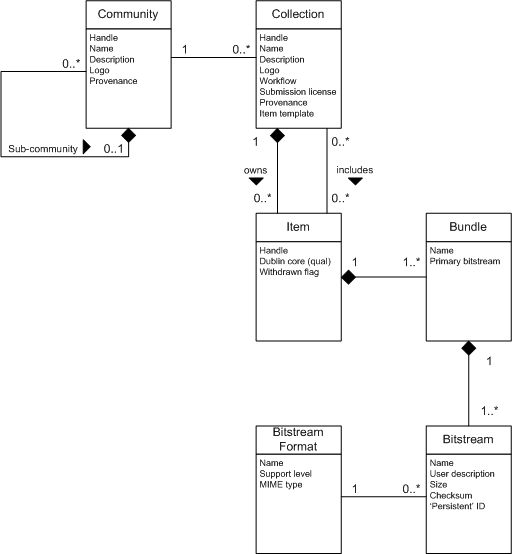 Community
Handle
Name
Description
Logo
Provenance
Collection
Handle
Name
Description
Logo
Workflow
Submission license
Provenance
Item template
1
0..*
0..*
Sub-community
0..1
1
0..*
owns
includes
0..*
0..*
Item
Handle
Dublin core (qual)
Withdrawn flag
1
1..*
Bundle
Name
Primary bitstream
1
1..*
Bitstream
Format
Name
Support level
MIME type
1
0..*
Bitstream
Name
User description
Size
Checksum
'Persistent' ID